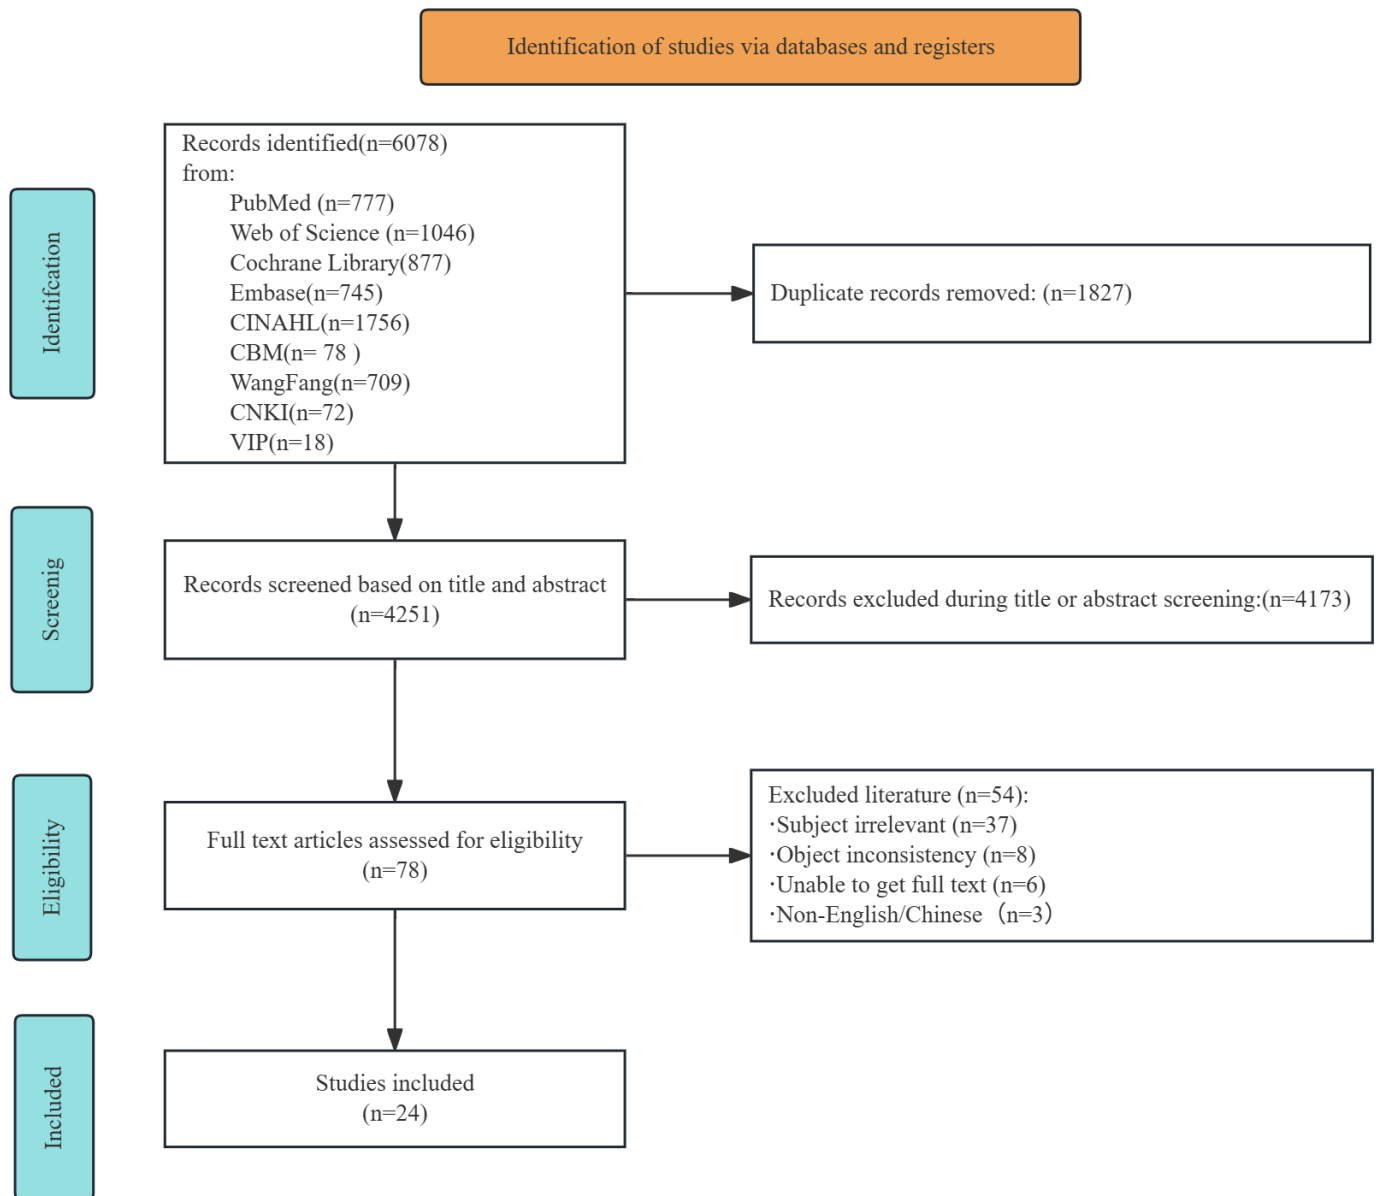 Identification of studies via databases and registers
Identifcation
Records identified(n=6078)
from:
PubMed (n=777)
Web of Science (n=1046)
Cochrane Library(877)
Embase(n=745)
CINAHL(n=1756)
CBM(n= 78 )
WangFang(n=709)
CNKI(n=72)
VIP(n=18)
Duplicate records removed: (n=1827)
Screenig
Records screened based on title and abstract
(n=4251)
Records excluded during title or abstract screening:(n=4173)
Eligibility
Full text articles assessed for eligibility
(n=78)
Excluded literature (n=54):
·Subject irrelevant (n=37)
·Object inconsistency (n=8)
·Unable to get full text (n=6)
·Non-English/Chinese（n=3）
Included
Studies included
(n=24)